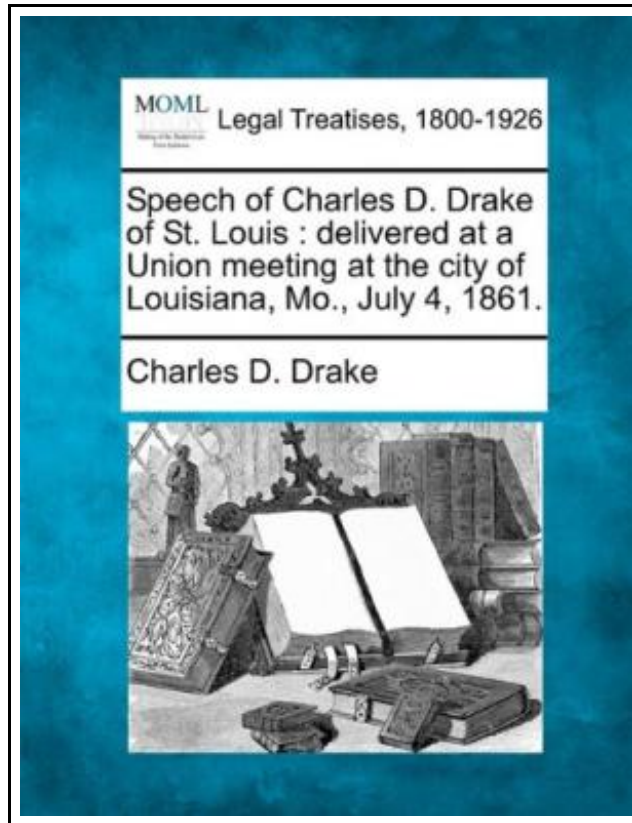 MOML
Legal Treatises, 1800-1926
Speech of Charles D. Drake
of St. Louis : delivered at a
Union meeting at the city of
Louisiana, Mo., July 4, 1861.
Charles D. Drake